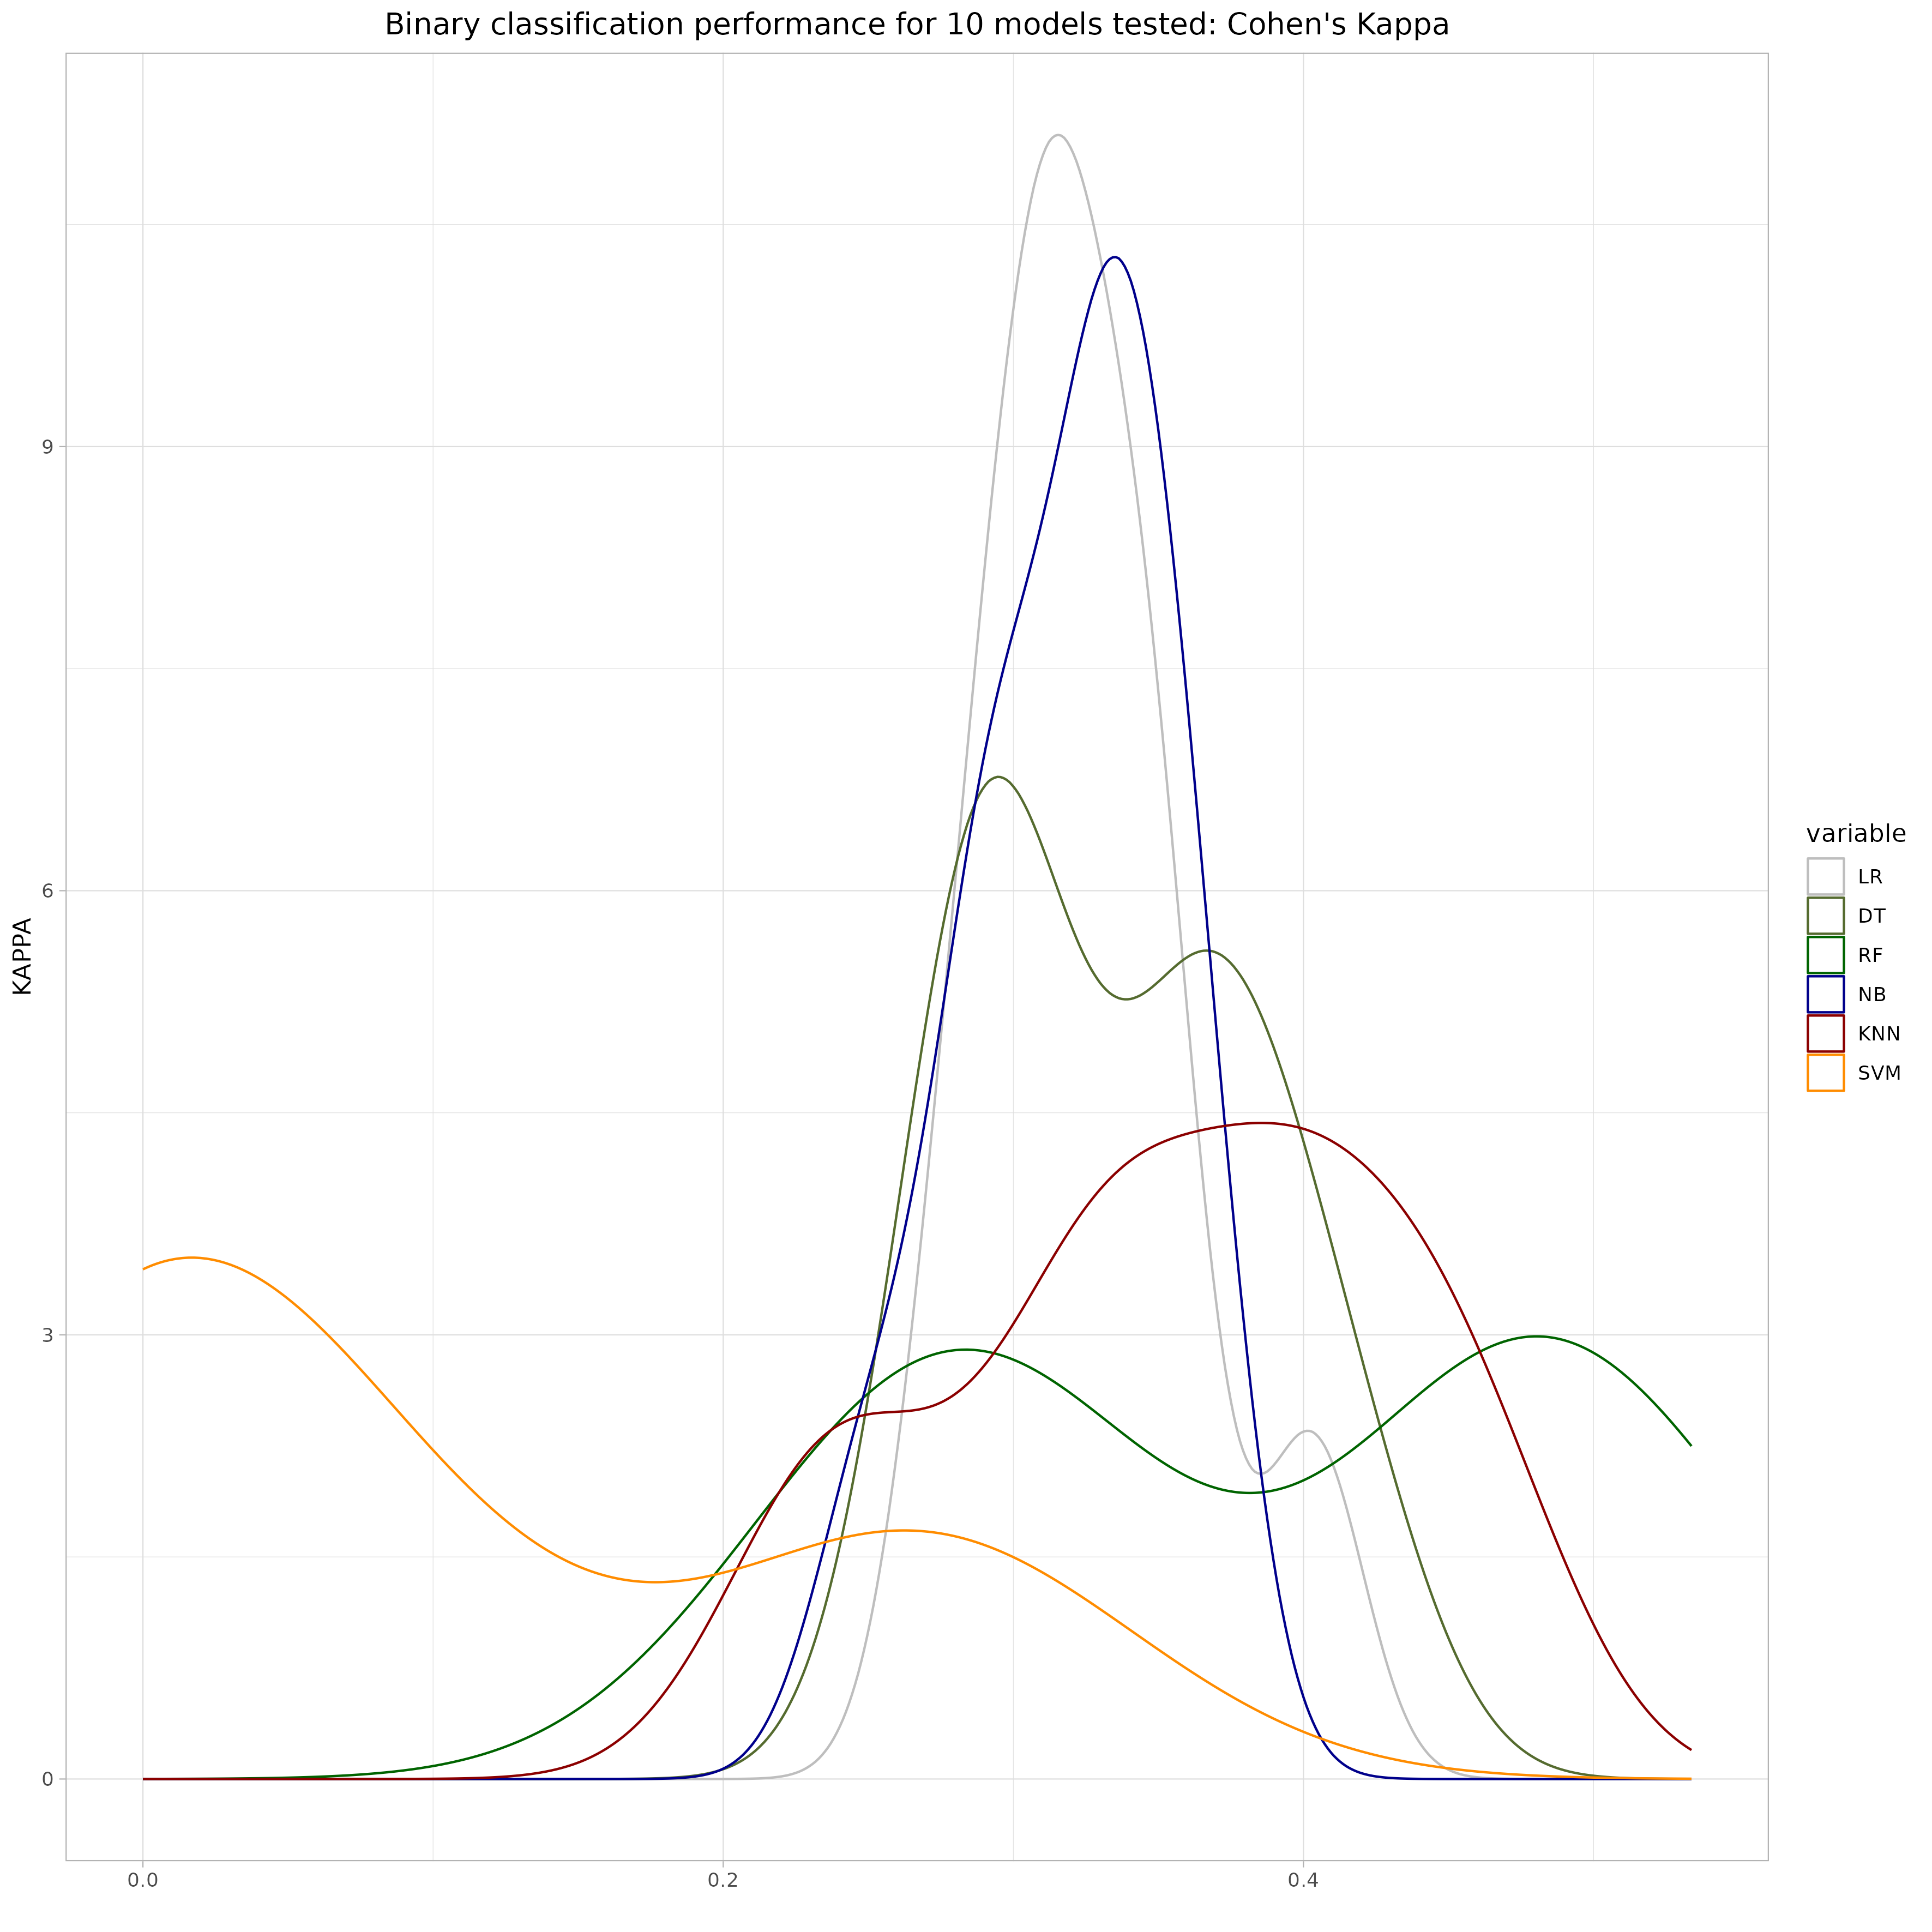 Binary classification performance for 10 models tested: Cohen's Kappa
KAPPA
9
6
3
0
0.0
0.2
0.4
variable
LR
DT
RF
NB
KNN
SVM